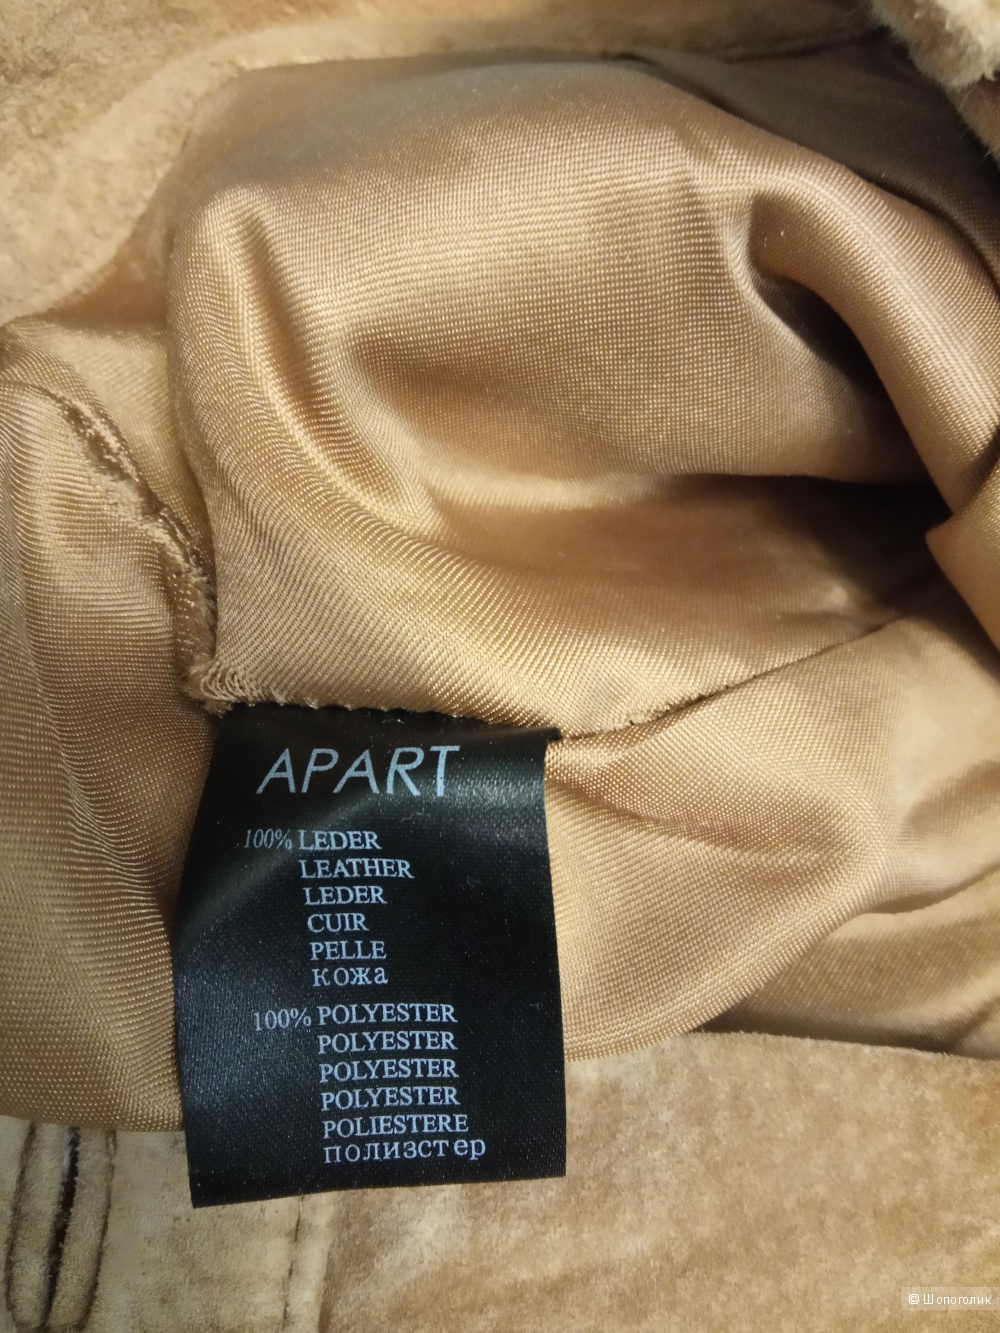 APART
100% LEDER
LEATHER
LEDER
CUIR
PELLE
кожа
100% POLYESTER
POLYESTER
POLYESTER
POLYESTER
POLIESTERE
полизстер
© Шопоголик